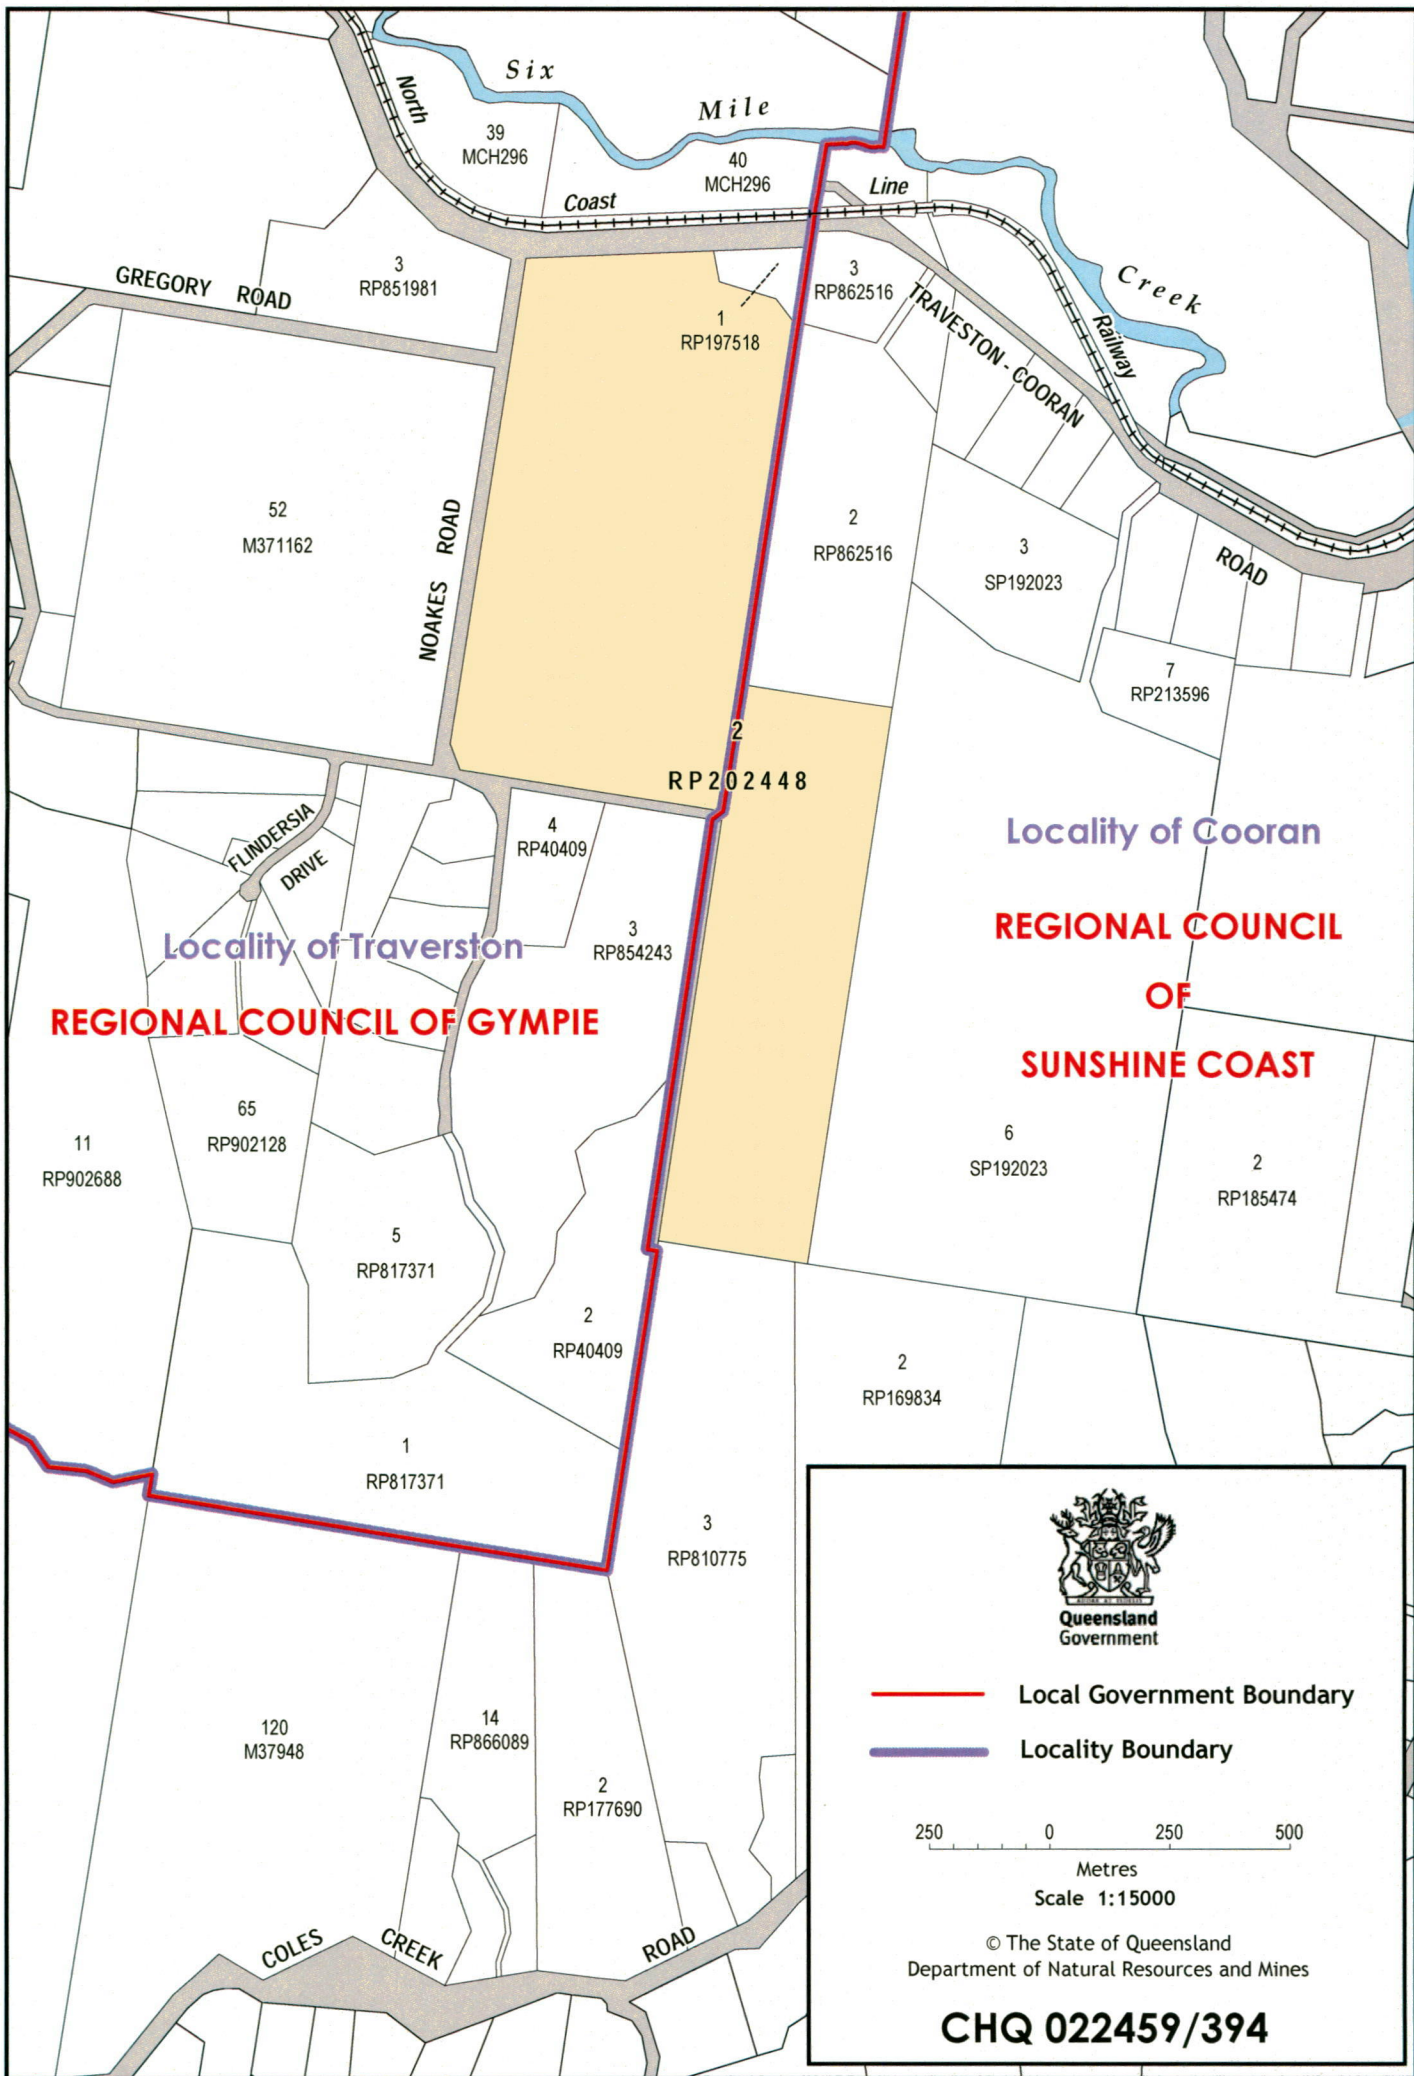 Six
Mile
Creek
North
Coast
Line
Railway
39
MCH296
40
MCH296
3
RP851981
GREGORY ROAD
1
RP197518
3
RP862516
TRAVESTON - COORAN
ROAD
52
M371162
NOAKES ROAD
2
RP862516
3
SP192023
7
RP213596
2
RP202448
FLINDERSIA
DRIVE
4
RP40409
3
RP854243
Locality of Cooran
REGIONAL COUNCIL
OF
SUNSHINE COAST
Locality of Traverston
REGIONAL COUNCIL OF GYMPIE
65
RP902128
11
RP902688
6
SP192023
2
RP185474
5
RP817371
2
RP40409
2
RP169834
1
RP817371
3
RP810775
120
M37948
14
RP866089
2
RP177690
COLES CREEK ROAD
Queensland
Government
Local Government Boundary
Locality Boundary
250 0 250 500
Metres
Scale 1:15000
© The State of Queensland
Department of Natural Resources and Mines
CHQ 022459/394